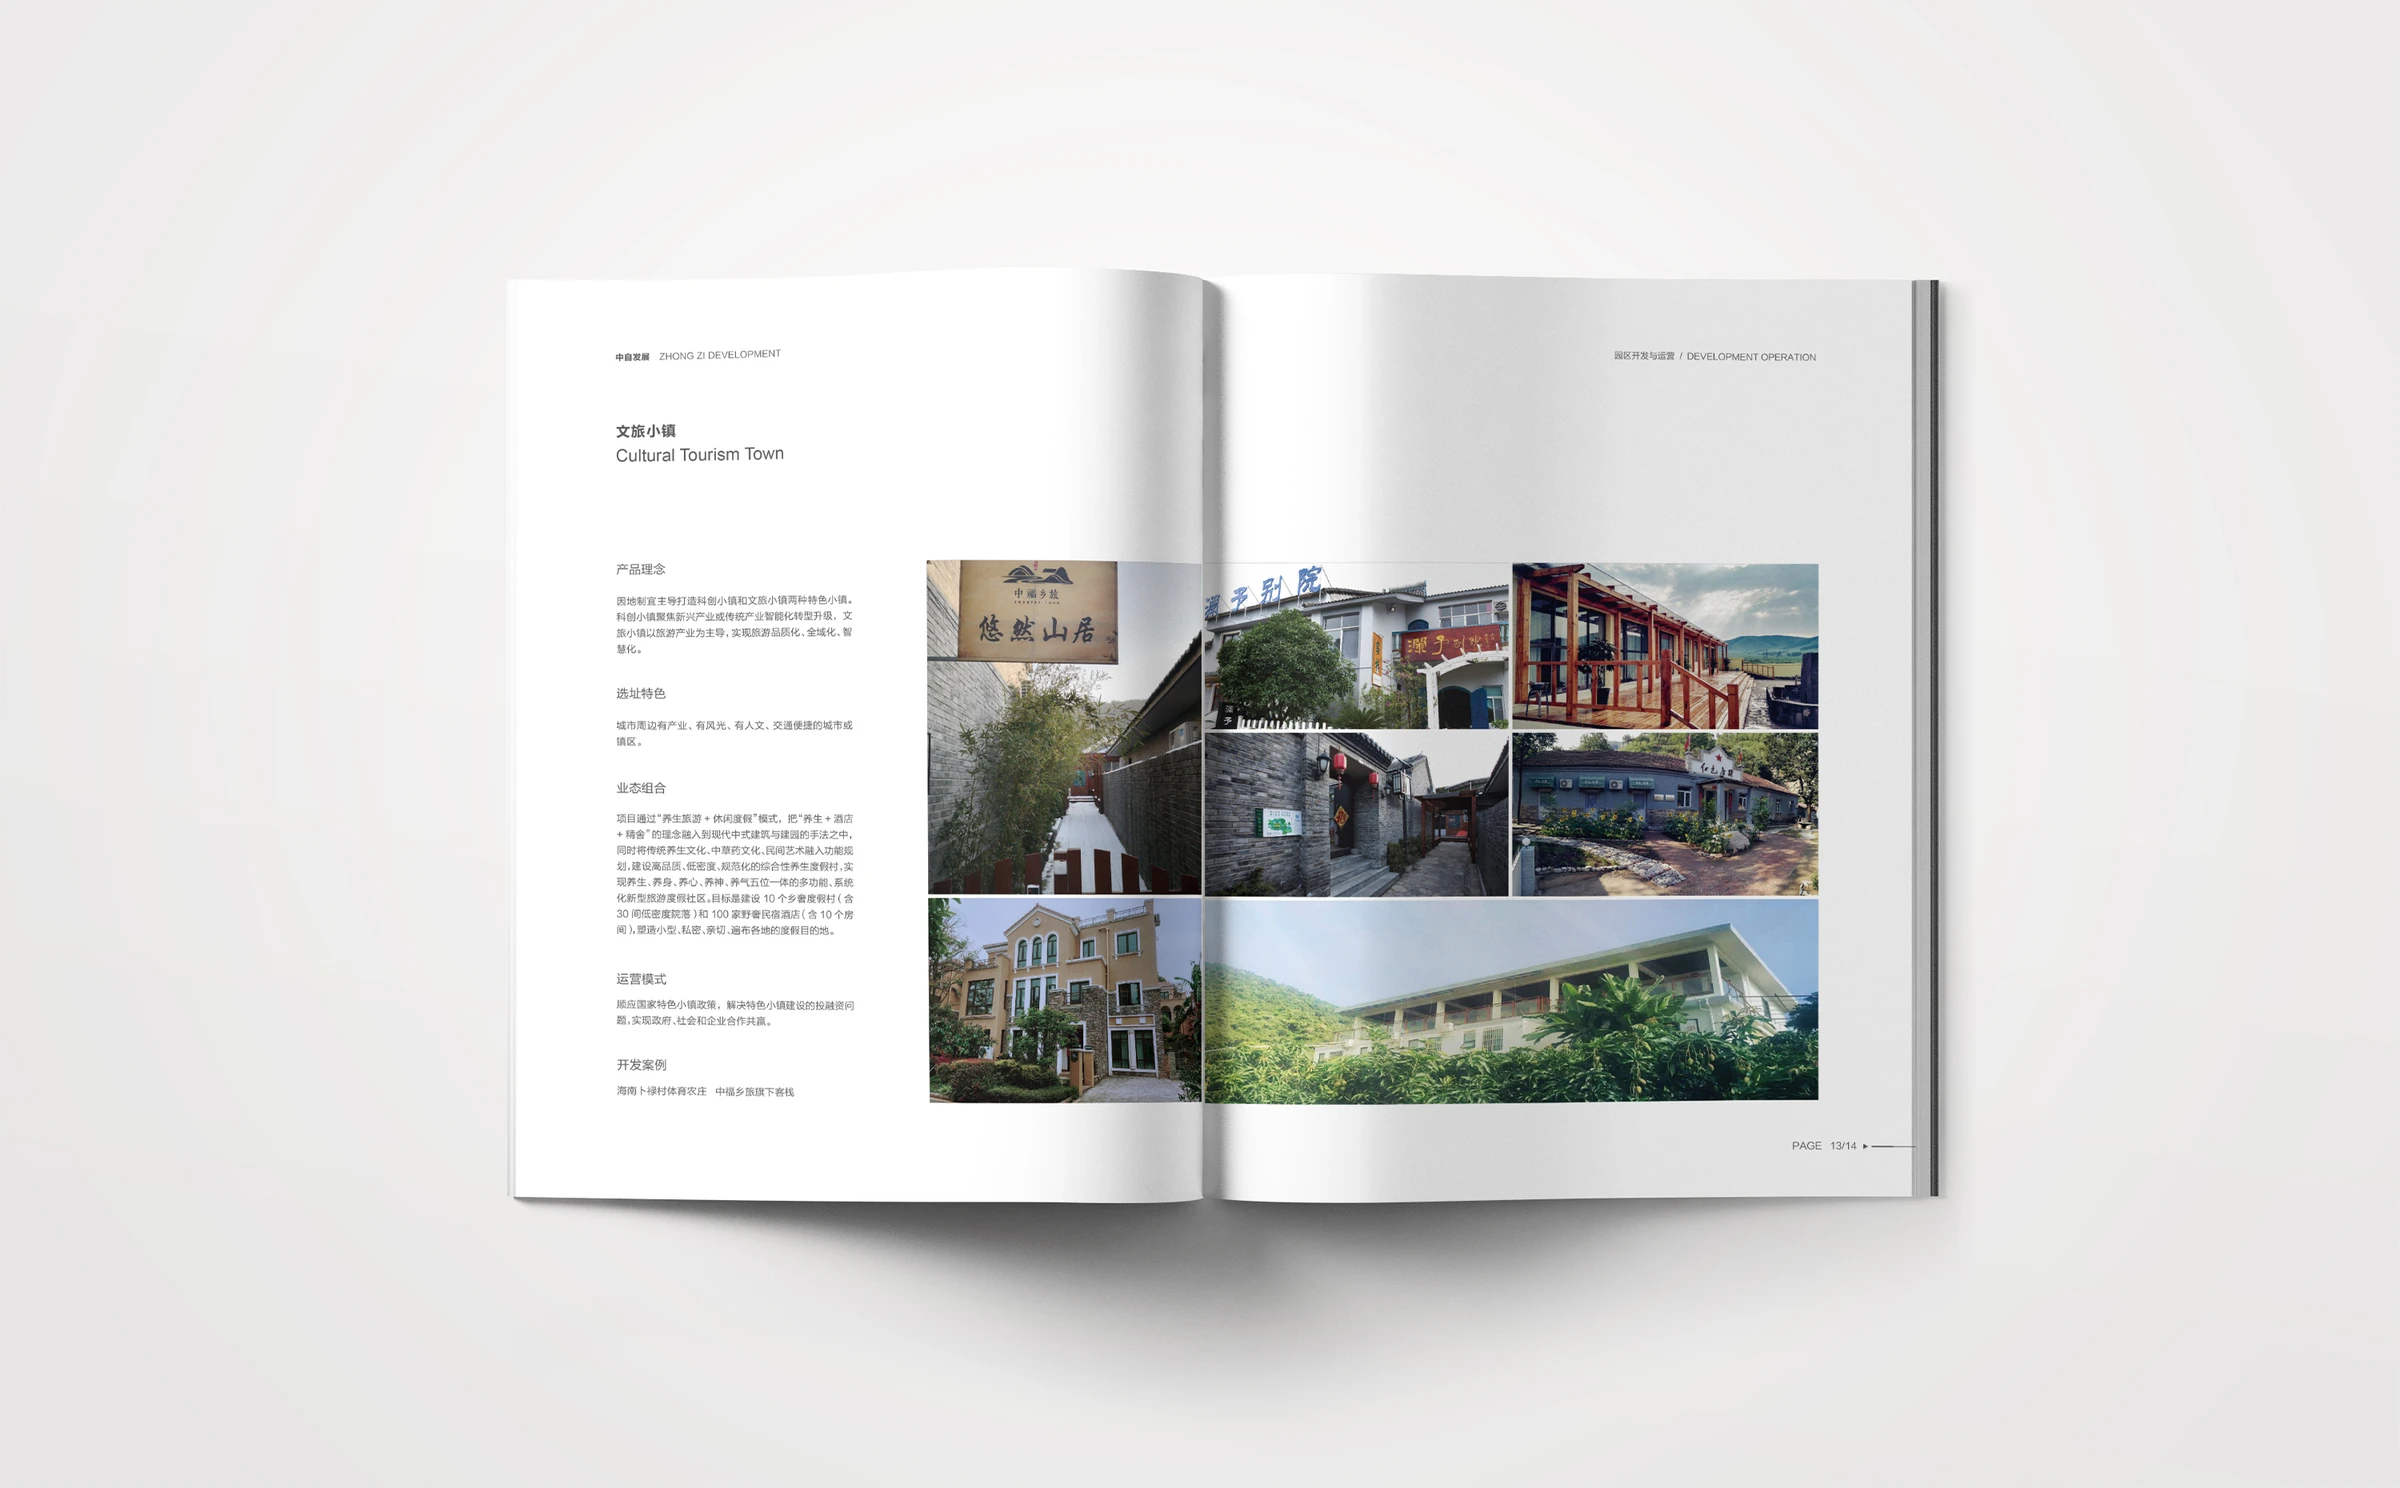 中自发展 ZHONG ZI DEVELOPMENT
园区开发与运营 / DEVELOPMENT OPERATION
文旅小镇
Cultural Tourism Town
产品理念
因地制宜主导打造科创小镇和文旅小镇两种特色小镇。
科创小镇聚焦新兴产业或传统产业智能化转型升级，文
旅小镇以旅游产业为主导，实现旅游品质化、全域化、智
慧化。
选址特色
城市周边有产业、有风光、有人文、交通便捷的城市或
镇区。
业态组合
项目通过“养生旅游 + 休闲度假”模式，把“养生 + 酒店
+ 精舍”的理念融入到现代中式建筑与建园的手法之中，
同时将传统养生文化、中草药文化、民间艺术融入功能规
划，建设高品质、低密度、规范化的综合性养生度假村，实
现养生、养身、养心、养神、养气五位一体的多功能、系统
化新型旅游度假社区。目标是建设 10 个乡奢度假村（含
30 间低密度院落）和 100 家野奢民宿酒店（含 10 个房
间），塑造小型、私密、亲切、遍布各地的度假目的地。
运营模式
顺应国家特色小镇政策，解决特色小镇建设的投融资问
题，实现政府、社会和企业合作共赢。
开发案例
海南卜禄村体育农庄 中福乡旅旗下客栈
中福乡旅
悠然山居
予别院
PAGE 13/14